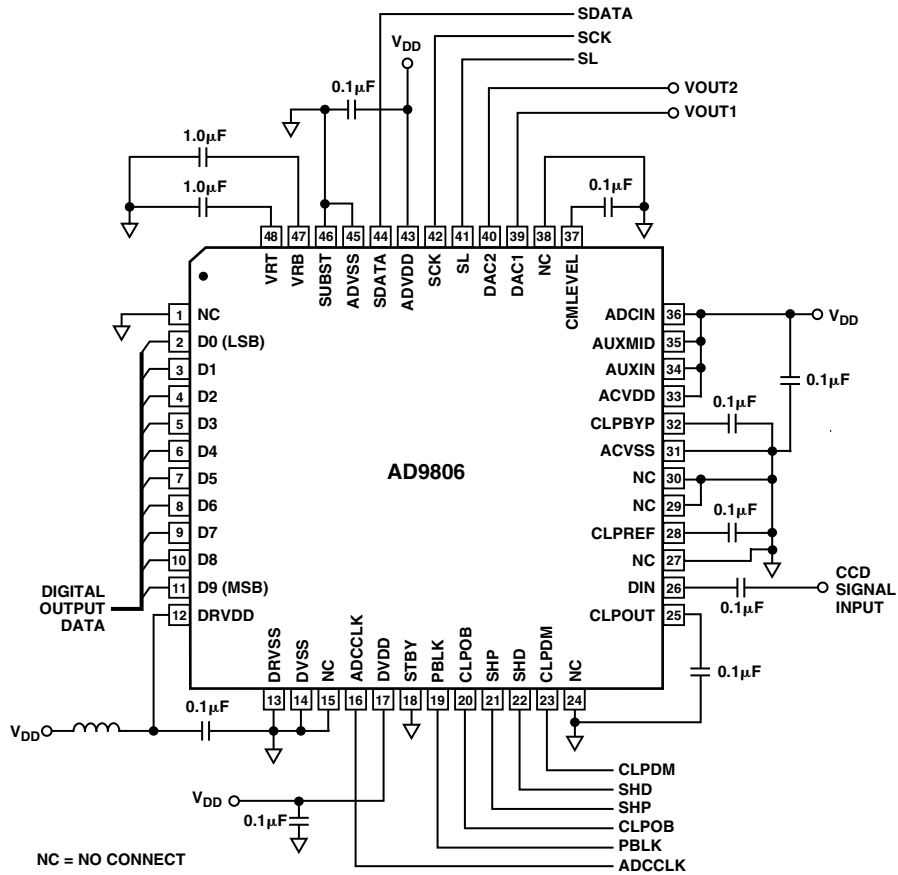 SDATA
SCK
SL
VDD
0.1µF
VOUT2
VOUT1
1.0µF
1.0µF
0.1µF
48
47
46
45
44
43
42
41
40
39
38
37
VRT
VRB
SUBST
ADVSS
SDATA
ADVDD
SCK
SL
DAC2
DAC1
NC
CMLEVEL
1 NC
2 D0 (LSB)
3 D1
4 D2
5 D3
6 D4
7 D5
8 D6
9 D7
10 D8
11 D9 (MSB)
12 DRVDD
DIGITAL
OUTPUT
DATA
AD9806
ADCIN 36
AUXMID 35
AUXIN 34
ACVDD 33
CLPBYP 32
ACVSS 31
NC 30
NC 29
CLPREF 28
NC 27
DIN 26
CLPOUT 25
VDD
0.1µF
0.1µF
0.1µF
0.1µF
CCD
SIGNAL
INPUT
0.1µF
DRVSS
DVSS
NC
ADCCLK
DVDD
STBY
PBLK
CLPOB
SHP
SHD
CLPDM
NC
13
14
15
16
17
18
19
20
21
22
23
24
VDD
0.1µF
VDD
0.1µF
CLPDM
SHD
SHP
CLPOB
PBLK
ADCCLK
NC = NO CONNECT